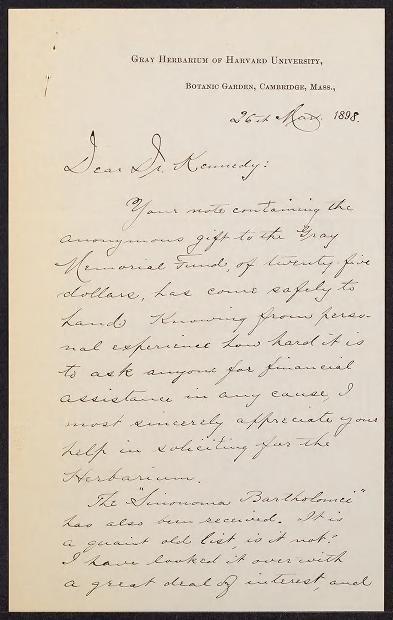 Gray Herbarium of Harvard University,
Botanic Garden, Cambridge, Mass.,
26th May 1898.
Dear Dr. Kennedy:
Your note containing the
anonymous gift to the Gray
Memorial Fund, of twenty-five
dollars, has come safely to
hand. Knowing from perso-
nal experience how hard it is
to ask anyone for financial
assistance in any cause, I
most sincerely appreciate your
help in soliciting for the
Herbarium.
The "Sinonoma Bartholomei"
has also been received. It is
a quaint old list, is it not?
I have looked it over with
a great deal of interest, and